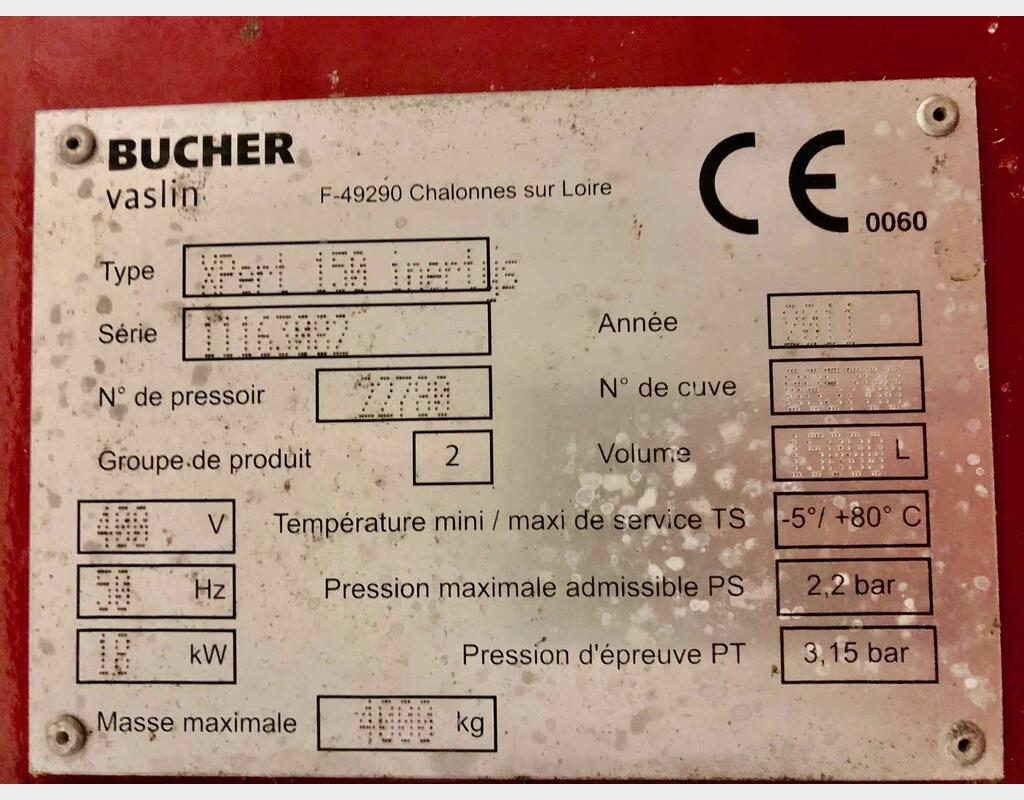 BUCHER
vaslin
F-49290 Chalonnes sur Loire
CE 0060
Type XPert 150 inertys
Série
Année 2011
N° de pressoir 22780
N° de cuve
Groupe de produit 2
Volume 15000 L
400 V
Température mini / maxi de service TS -5°/ +80° C
50 Hz
Pression maximale admissible PS 2,2 bar
18 kW
Pression d'épreuve PT 3,15 bar
Masse maximale 4000 kg